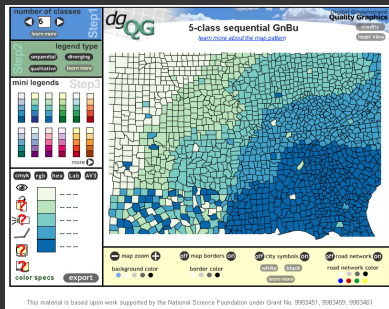 number of classes
6
learn more
Step1
dg
QG
5-class sequential GnBu
learn more about the map pattern
Digital Government
Quality Graphics
credits
reset view
Step2
legend type
sequential
diverging
qualitative
learn more
mini legends
Step3
more
cmyk
rgb
hex
Lab
AV3
?
?
?
?
color specs
export
map zoom
off map borders on
off city symbols on
off road network on
background color
border color
white
black
learn more
road network color
This material is based upon work supported by the National Science Foundation under Grant No. 9983451, 9983459, 9983461